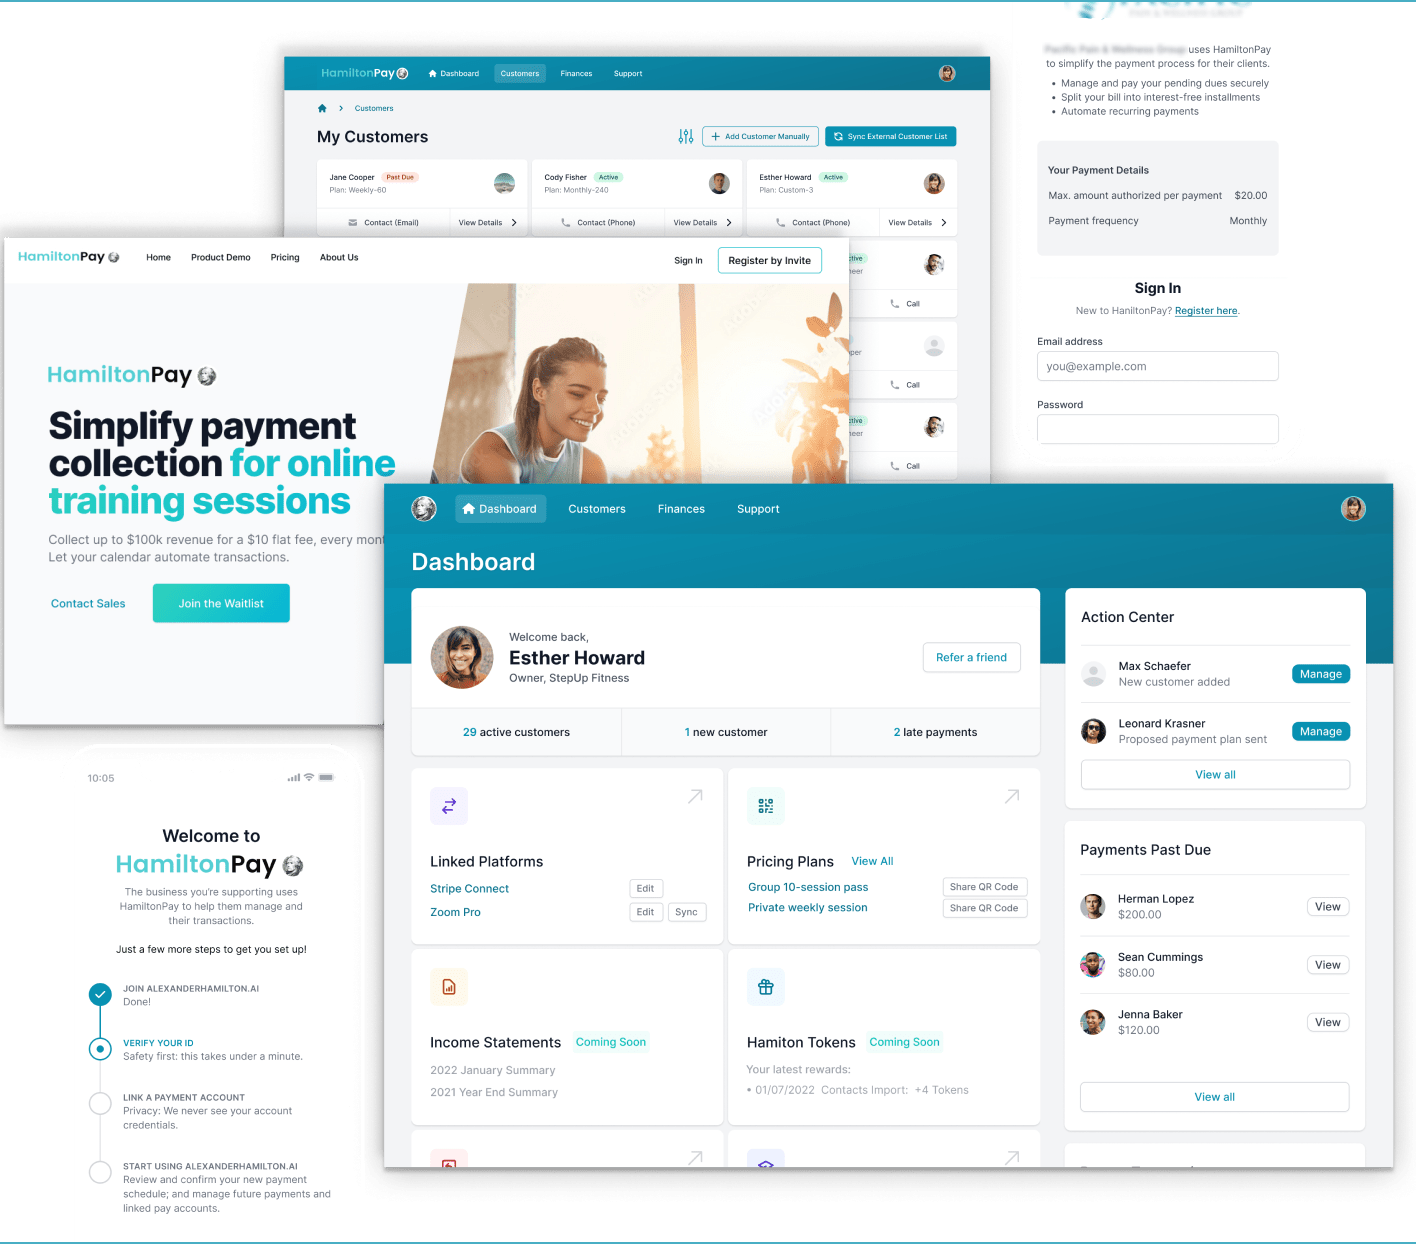 PAIN & WELLNESS GROUP
Pacific Pain & Wellness Group uses HamiltonPay
to simplify the payment process for their clients.
• Manage and pay your pending dues securely
• Split your bill into interest-free installments
• Automate recurring payments
Your Payment Details
Max. amount authorized per payment $20.00
Payment frequency Monthly
Sign In
New to HaniltonPay? Register here.
Email address
you@example.com
Password
HamiltonPay Dashboard Customers Finances Support
Customers
My Customers
Add Customer Manually
Sync External Customer List
Jane Cooper Past Due
Plan: Weekly-60
Contact (Email) View Details
Cody Fisher Active
Plan: Monthly-240
Contact (Phone) View Details
Esther Howard Active
Plan: Custom-3
Contact (Phone) View Details
ctive
neer
Call
per
Call
ctive
neer
Call
HamiltonPay Home Product Demo Pricing About Us Sign In Register by Invite
HamiltonPay
Simplify payment
collection for online
training sessions
Collect up to $100k revenue for a $10 flat fee, every mont
Let your calendar automate transactions.
Contact Sales Join the Waitlist
Dashboard Customers Finances Support
Dashboard
Welcome back,
Esther Howard
Owner, StepUp Fitness
Refer a friend
29 active customers
1 new customer
2 late payments
Linked Platforms
Stripe Connect Edit
Zoom Pro Edit Sync
Pricing Plans View All
Group 10-session pass Share QR Code
Private weekly session Share QR Code
Income Statements Coming Soon
2022 January Summary
2021 Year End Summary
Hamiton Tokens Coming Soon
Your latest rewards:
• 01/07/2022 Contacts Import: +4 Tokens
Action Center
Max Schaefer
New customer added
Manage
Leonard Krasner
Proposed payment plan sent
Manage
View all
Payments Past Due
Herman Lopez
$200.00
View
Sean Cummings
$80.00
View
Jenna Baker
$120.00
View
View all
10:05
Welcome to
HamiltonPay
The business you're supporting uses
HamiltonPay to help them manage and
their transactions.
Just a few more steps to get you set up!
JOIN ALEXANDERHAMILTON.AI
Done!
VERIFY YOUR ID
Safety first: this takes under a minute.
LINK A PAYMENT ACCOUNT
Privacy: We never see your account
credentials.
START USING ALEXANDERHAMILTON.AI
Review and confirm your new payment
schedule; and manage future payments and
linked pay accounts.